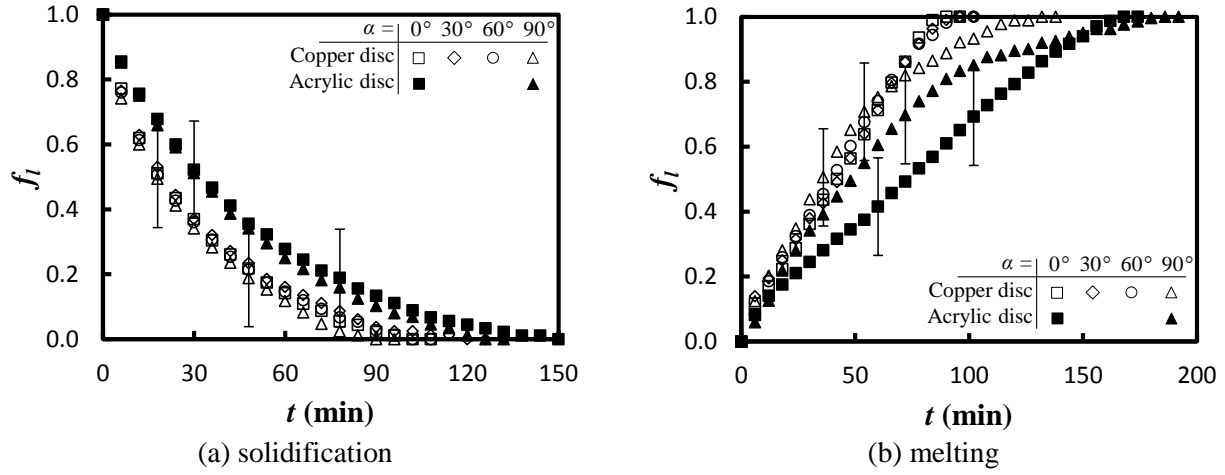 α = 0° 30° 60° 90°
Copper disc □ ◇ ○ △
Acrylic disc ■ ▲
1.0
0.8
0.6
0.4
0.2
0.0
f_l
0 30 60 90 120 150
t (min)
(a) solidification
1.0
0.8
0.6
0.4
0.2
0.0
f_l
α = 0° 30° 60° 90°
Copper disc □ ◇ ○ △
Acrylic disc ■ ▲
0 50 100 150 200
t (min)
(b) melting